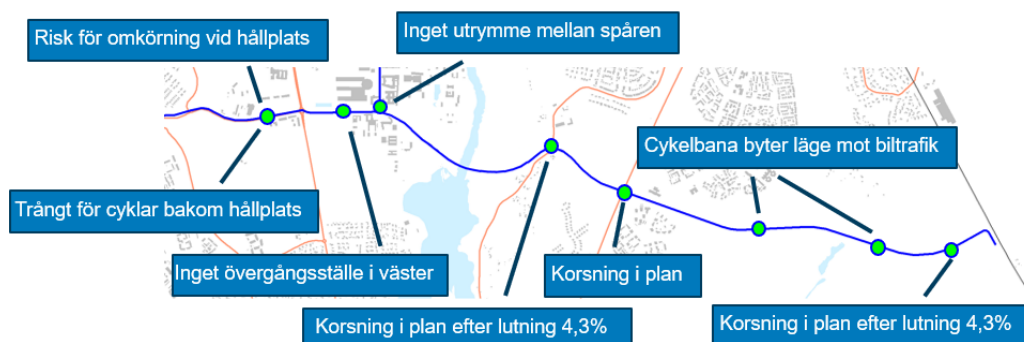 Risk för omkörning vid hållplats
Inget utrymme mellan spåren
Cykelbana byter läge mot biltrafik
Trångt för cyklar bakom hållplats
Inget övergångsställe i väster
Korsning i plan
Korsning i plan efter lutning 4,3%
Korsning i plan efter lutning 4,3%